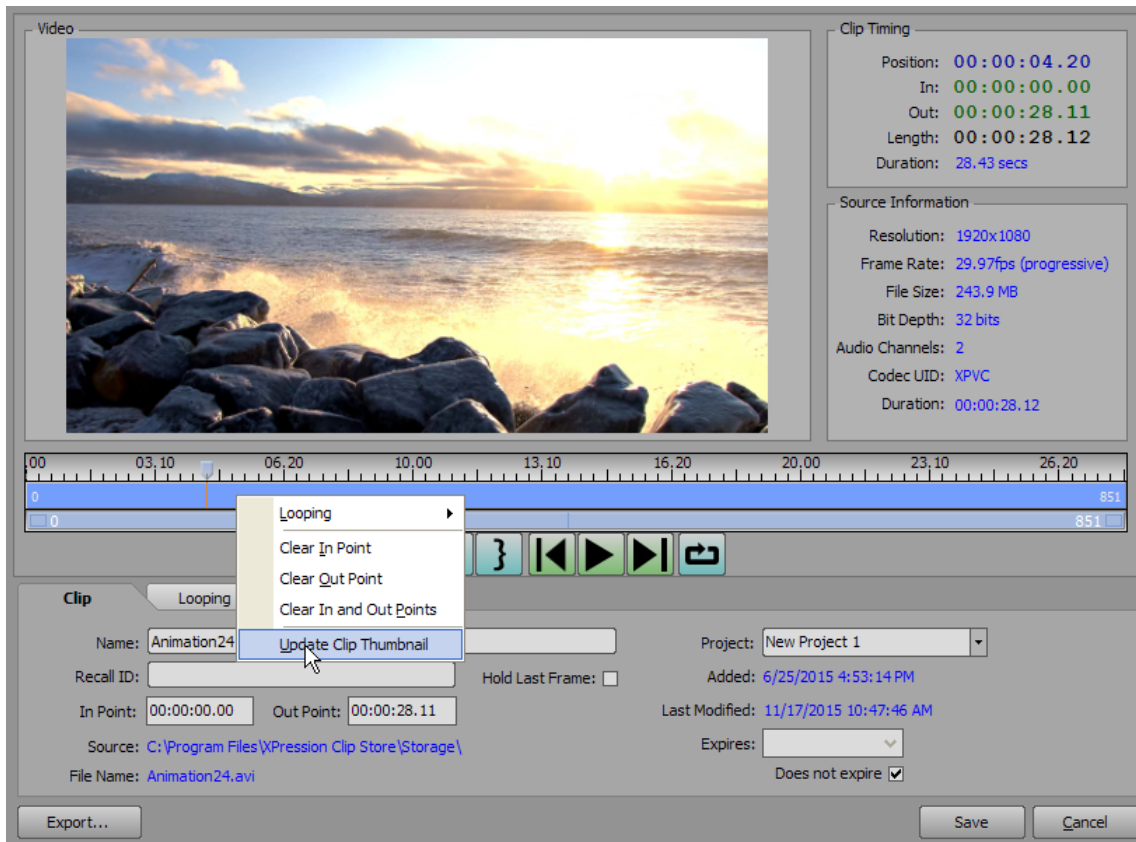 Video
Clip Timing
Position: 00:00:04.20
In: 00:00:00.00
Out: 00:00:28.11
Length: 00:00:28.12
Duration: 28.43 secs
Source Information
Resolution: 1920x1080
Frame Rate: 29.97fps (progressive)
File Size: 243.9 MB
Bit Depth: 32 bits
Audio Channels: 2
Codec UID: XPVC
Duration: 00:00:28.12
.00 03.10 06.20 10.00 13.10 16.20 20.00 23.10 26.20
0 851
0 851
Looping
Clear In Point
Clear Out Point
Clear In and Out Points
Update Clip Thumbnail
Clip Looping
Name: Animation24
Recall ID:
Hold Last Frame:
In Point: 00:00:00.00 Out Point: 00:00:28.11
Source: C:\Program Files\XPression Clip Store\Storage\
File Name: Animation24.avi
Project: New Project 1
Added: 6/25/2015 4:53:14 PM
Last Modified: 11/17/2015 10:47:46 AM
Expires:
Does not expire
Export... Save Cancel